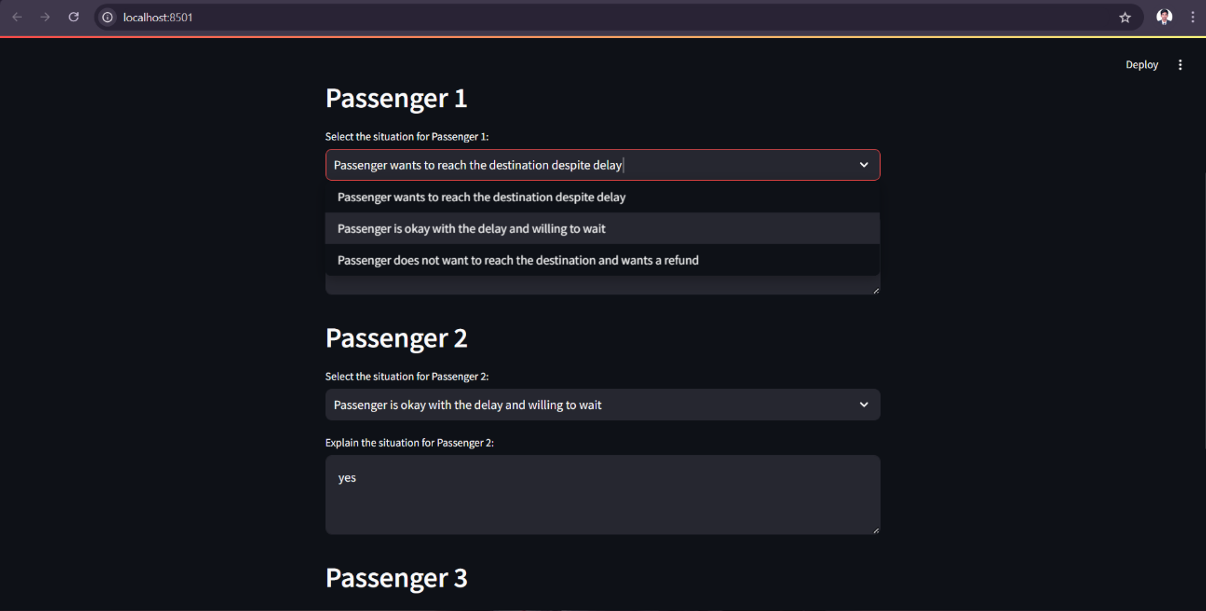 localhost:8501
Deploy
Passenger 1
Select the situation for Passenger 1:
Passenger wants to reach the destination despite delay
Passenger wants to reach the destination despite delay
Passenger is okay with the delay and willing to wait
Passenger does not want to reach the destination and wants a refund
Passenger 2
Select the situation for Passenger 2:
Passenger is okay with the delay and willing to wait
Explain the situation for Passenger 2:
yes
Passenger 3